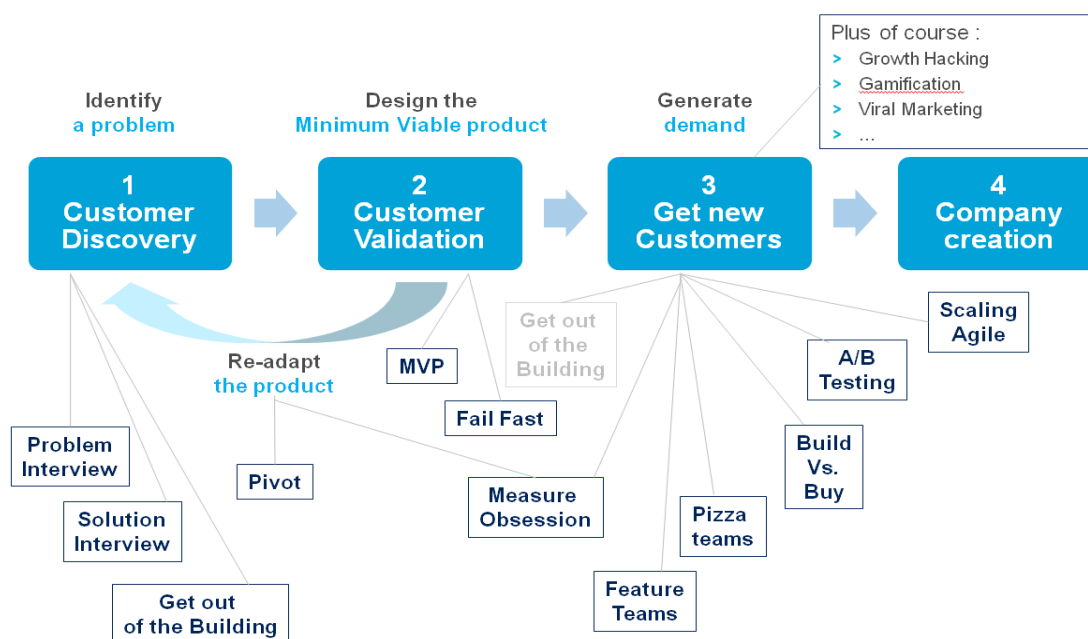 Plus of course :
> Growth Hacking
> Gamification
> Viral Marketing
> ...
Identify
a problem
Design the
Minimum Viable product
Generate
demand
1
Customer
Discovery
2
Customer
Validation
3
Get new
Customers
4
Company
creation
Re-adapt
the product
Get out
of the
Building
Scaling
Agile
MVP
A/B
Testing
Fail Fast
Problem
Interview
Pivot
Build
Vs.
Buy
Measure
Obsession
Solution
Interview
Pizza
teams
Feature
Teams
Get out
of the Building